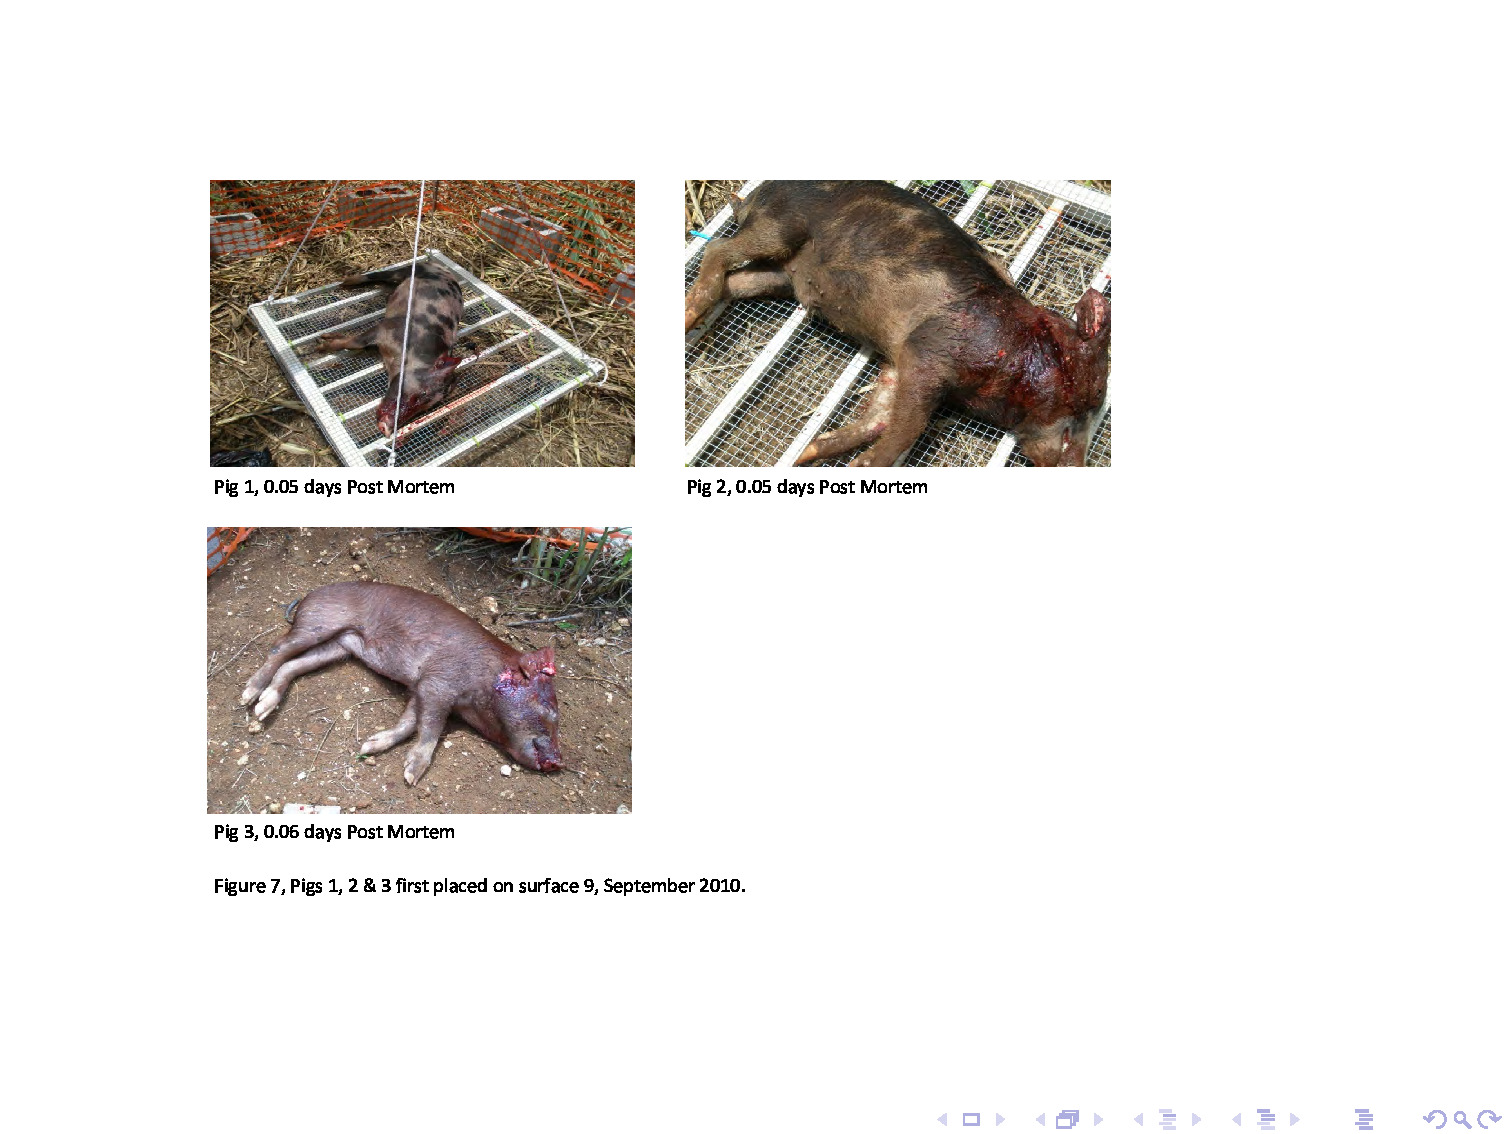 Pig 1, 0.05 days Post Mortem
Pig 2, 0.05 days Post Mortem
Pig 3, 0.06 days Post Mortem
Figure 7, Pigs 1, 2 & 3 first placed on surface 9, September 2010.